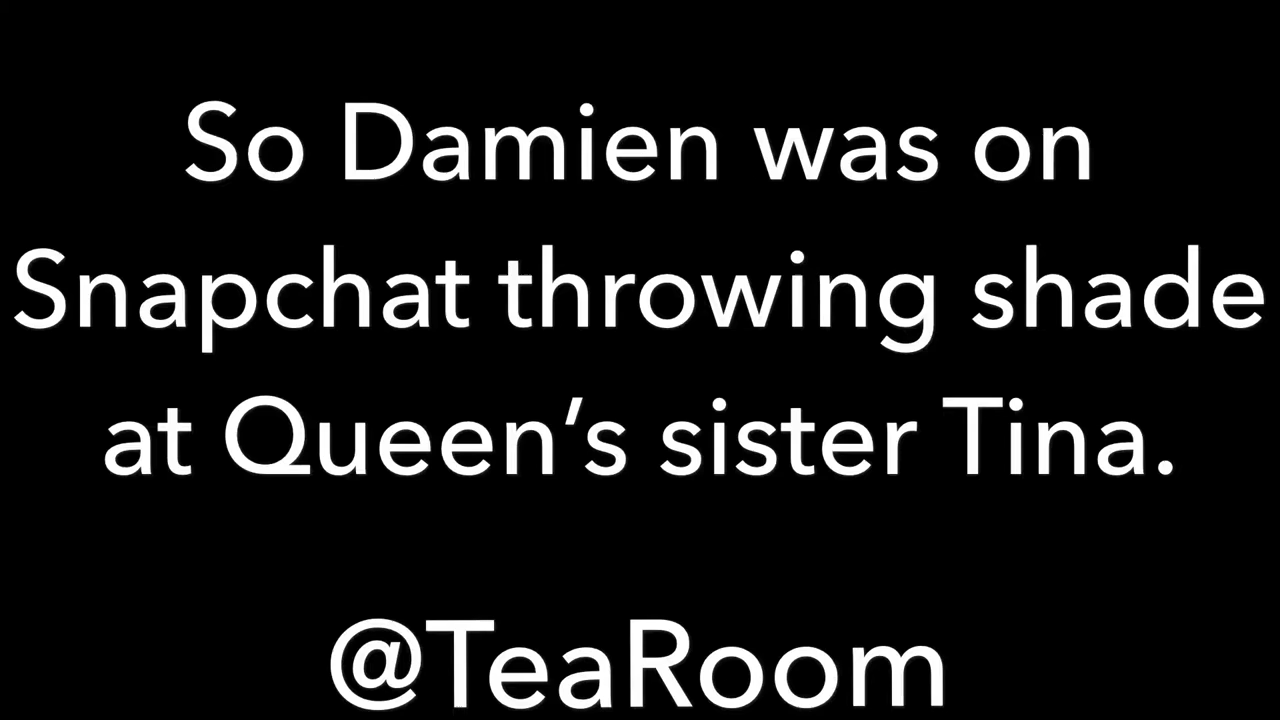 So Damien was on
Snapchat throwing shade
at Queen’s sister Tina.
@TeaRoom